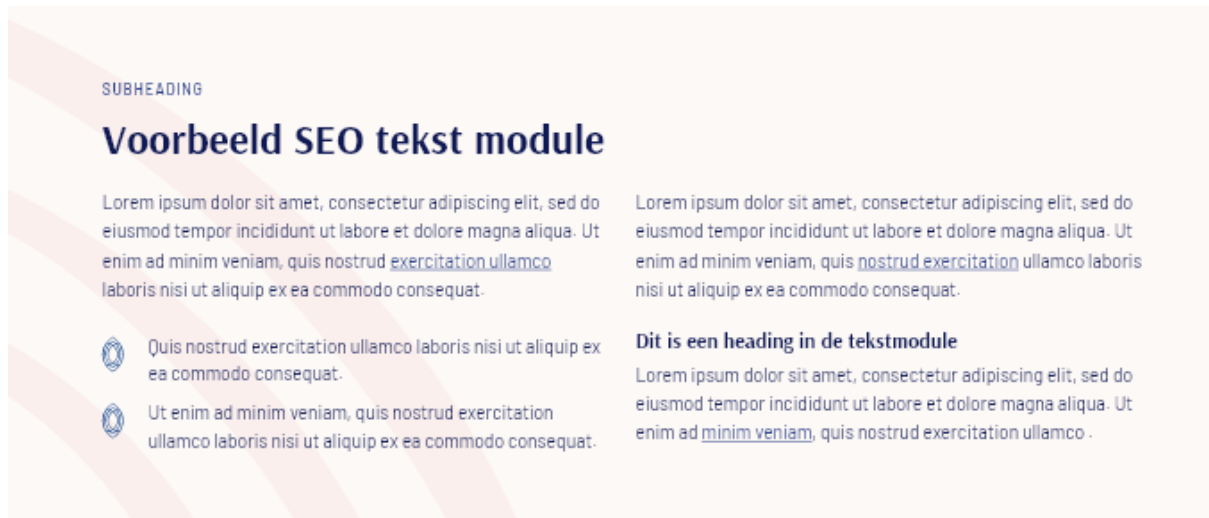 SUBHEADING
Voorbeeld SEO tekst module
Lorem ipsum dolor sit amet, consectetur adipiscing elit, sed do
eiusmod tempor incididunt ut labore et dolore magna aliqua. Ut
enim ad minim veniam, quis nostrud exercitation ullamco
laboris nisi ut aliquip ex ea commodo consequat.
Quis nostrud exercitation ullamco laboris nisi ut aliquip ex
ea commodo consequat.
Ut enim ad minim veniam, quis nostrud exercitation
ullamco laboris nisi ut aliquip ex ea commodo consequat.
Lorem ipsum dolor sit amet, consectetur adipiscing elit, sed do
eiusmod tempor incididunt ut labore et dolore magna aliqua. Ut
enim ad minim veniam, quis nostrud exercitation ullamco laboris
nisi ut aliquip ex ea commodo consequat.
Dit is een heading in de tekstmodule
Lorem ipsum dolor sit amet, consectetur adipiscing elit, sed do
eiusmod tempor incididunt ut labore et dolore magna aliqua. Ut
enim ad minim veniam, quis nostrud exercitation ullamco .